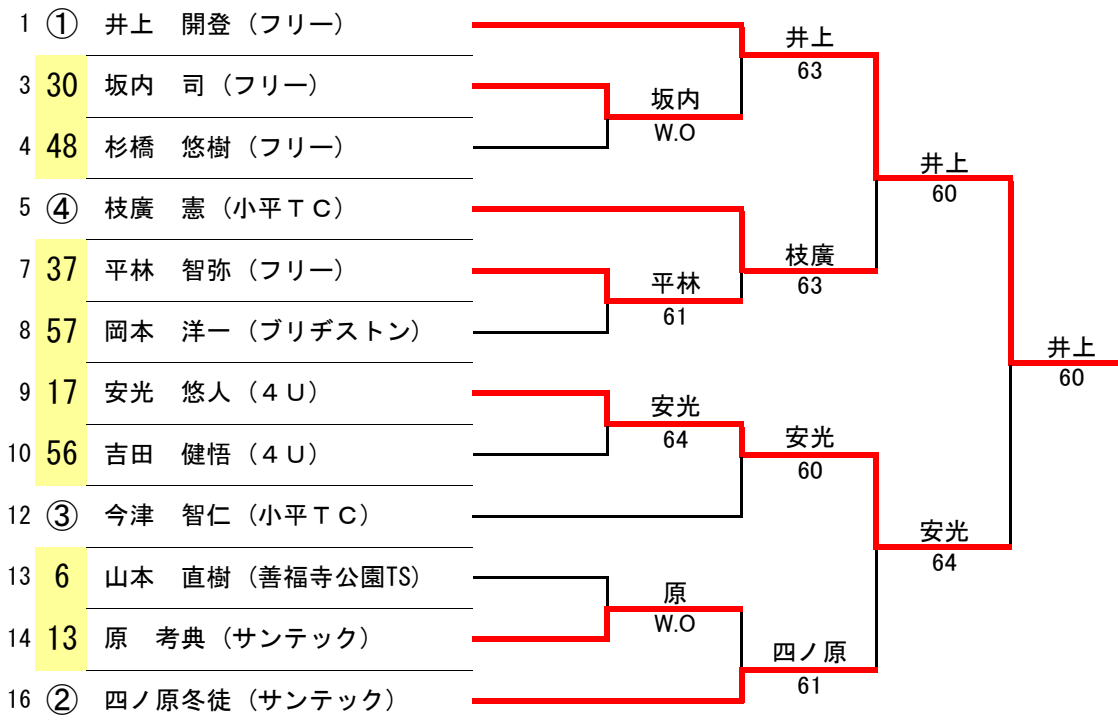 1 ① 井上　開登（フリー）
3 30 坂内　司（フリー）
4 48 杉橋　悠樹（フリー）
5 ④ 枝廣　憲（小平ＴＣ）
7 37 平林　智弥（フリー）
8 57 岡本　洋一（ブリヂストン）
9 17 安光　悠人（４Ｕ）
10 56 吉田　健悟（４Ｕ）
12 ③ 今津　智仁（小平ＴＣ）
13 6 山本　直樹（善福寺公園TS）
14 13 原　考典（サンテック）
16 ② 四ノ原冬徒（サンテック）
坂内
W.O
平林
61
安光
64
原
W.O
井上
63
枝廣
63
安光
60
四ノ原
61
井上
60
安光
64
井上
60